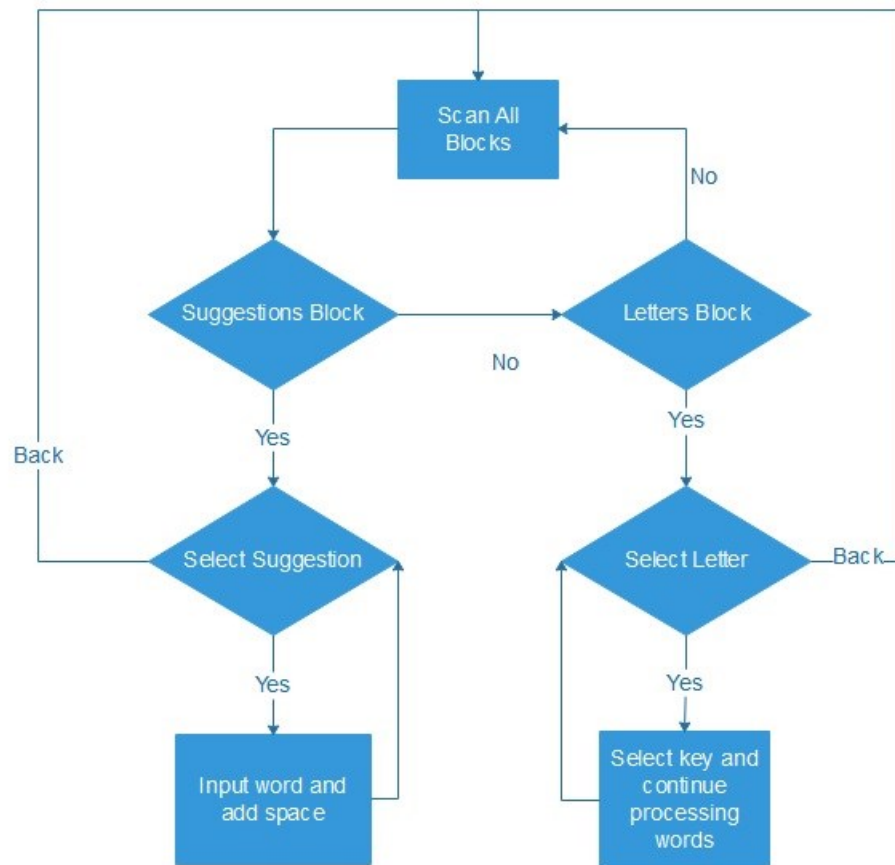 Scan All
Blocks
No
Suggestions Block
Letters Block
No
Yes
Yes
Back
Select Suggestion
Select Letter
Back
Yes
Yes
Input word and
add space
Select key and
continue
processing
words